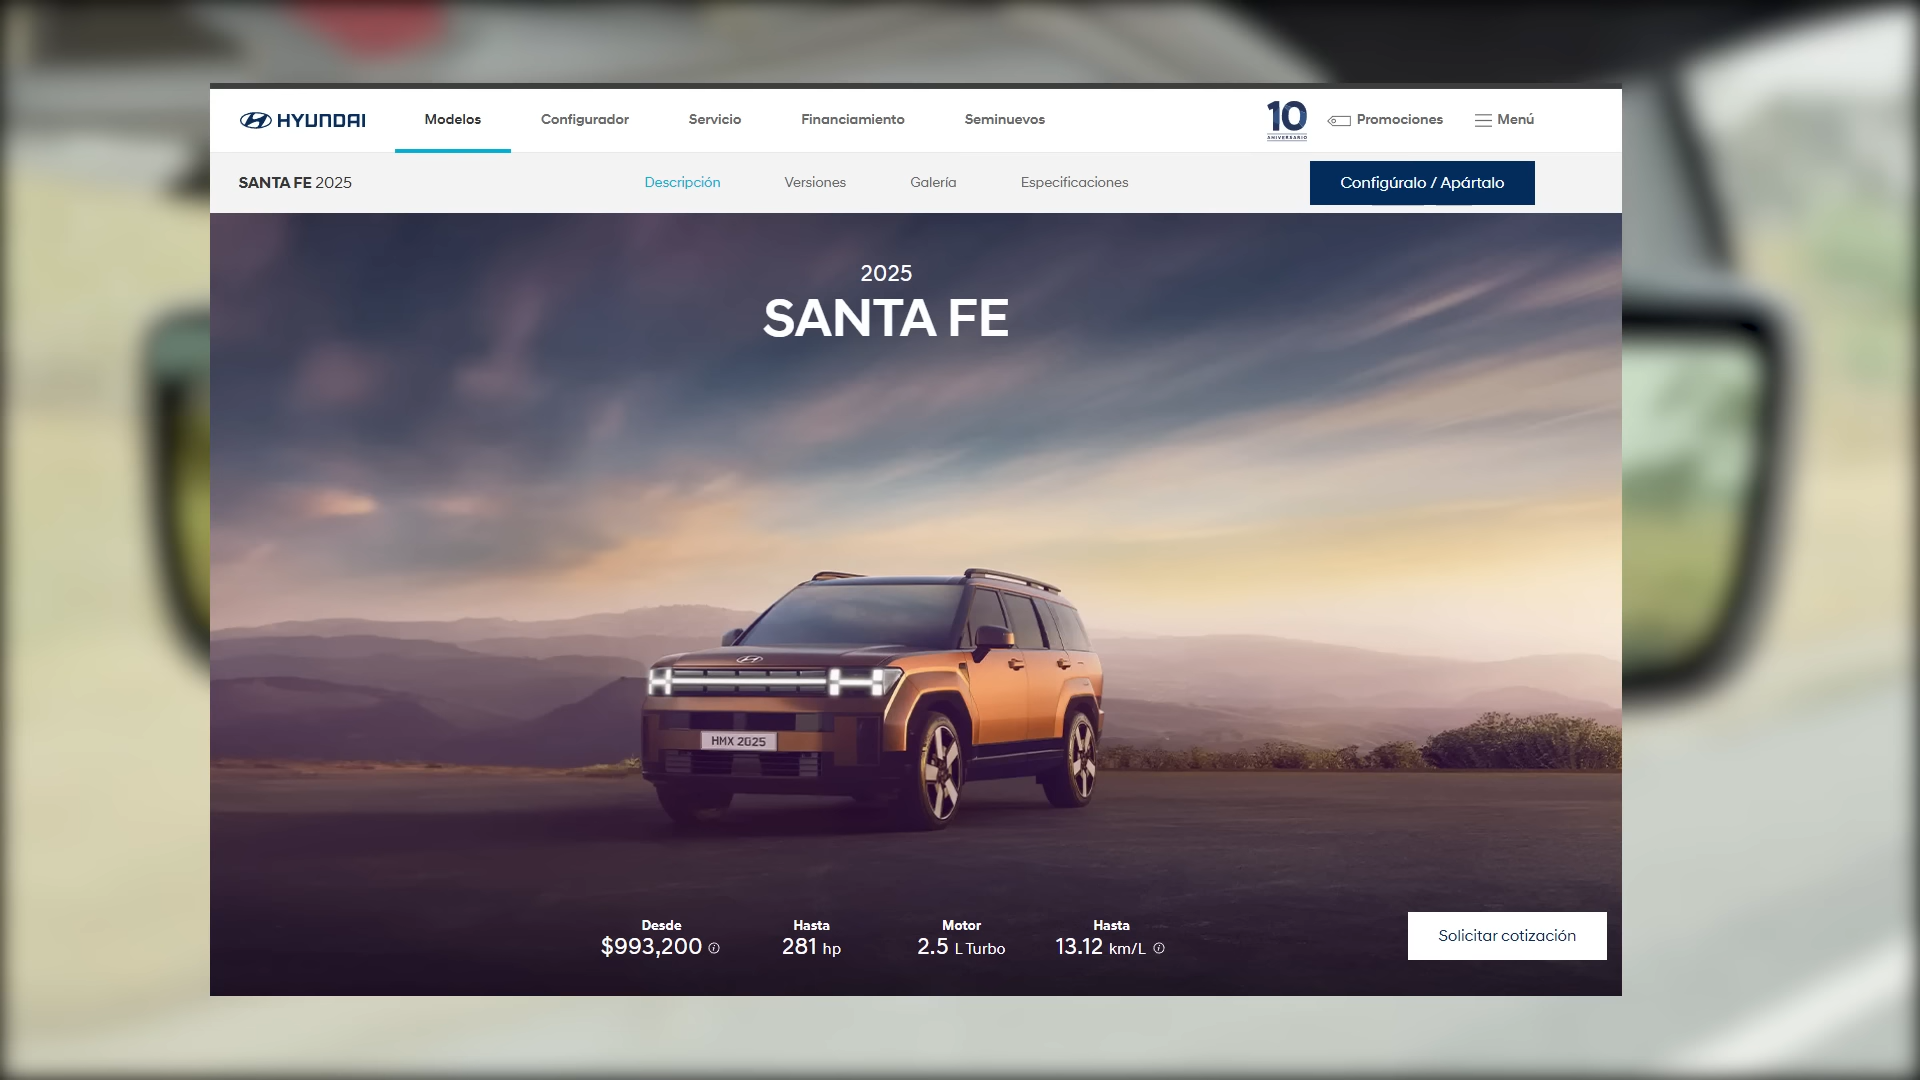 HYUNDAI
Modelos
Configurador
Servicio
Financiamiento
Seminuevos
10
ANIVERSARIO
Promociones
Menú
SANTA FE 2025
Descripción
Versiones
Galería
Especificaciones
Configúralo / Apártalo
2025
SANTA FE
HMX 2025
Desde
$993,200
Hasta
281 hp
Motor
2.5 L Turbo
Hasta
13.12 km/L
Solicitar cotización